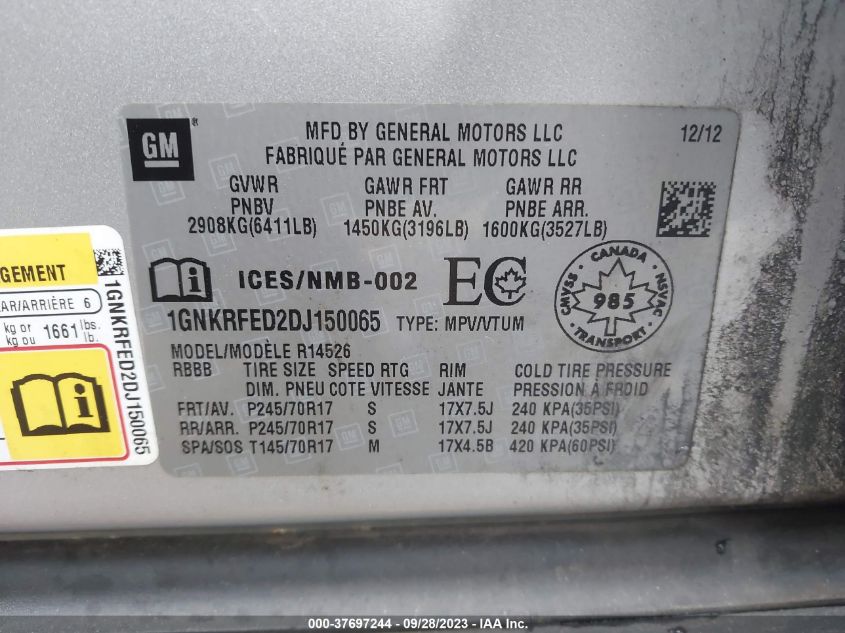 GM
MFD BY GENERAL MOTORS LLC 12/12
FABRIQUÉ PAR GENERAL MOTORS LLC
GVWR GAWR FRT GAWR RR
PNBV PNBE AV. PNBE ARR.
2908KG(6411LB) 1450KG(3196LB) 1600KG(3527LB)
ICES/NMB-002 EC
CANADA
CMVSS 985 NSVAC
TRANSPORT
1GNKRFED2DJ150065 TYPE: MPV/VTUM
MODEL/MODÈLE R14526
RBBB TIRE SIZE SPEED RTG RIM COLD TIRE PRESSURE
DIM. PNEU COTE VITESSE JANTE PRESSION À FROID
FRT/AV. P245/70R17 S 17X7.5J 240 KPA(35PSI)
RR/ARR. P245/70R17 S 17X7.5J 240 KPA(35PSI)
SPA/SOS T145/70R17 M 17X4.5B 420 KPA(60PSI)
GEMENT
AR/ARRIÈRE 6
kg or 1661 lbs.
kg ou lb.
1GNKRFED2DJ150065
000-37697244 - 09/28/2023 - IAA Inc.